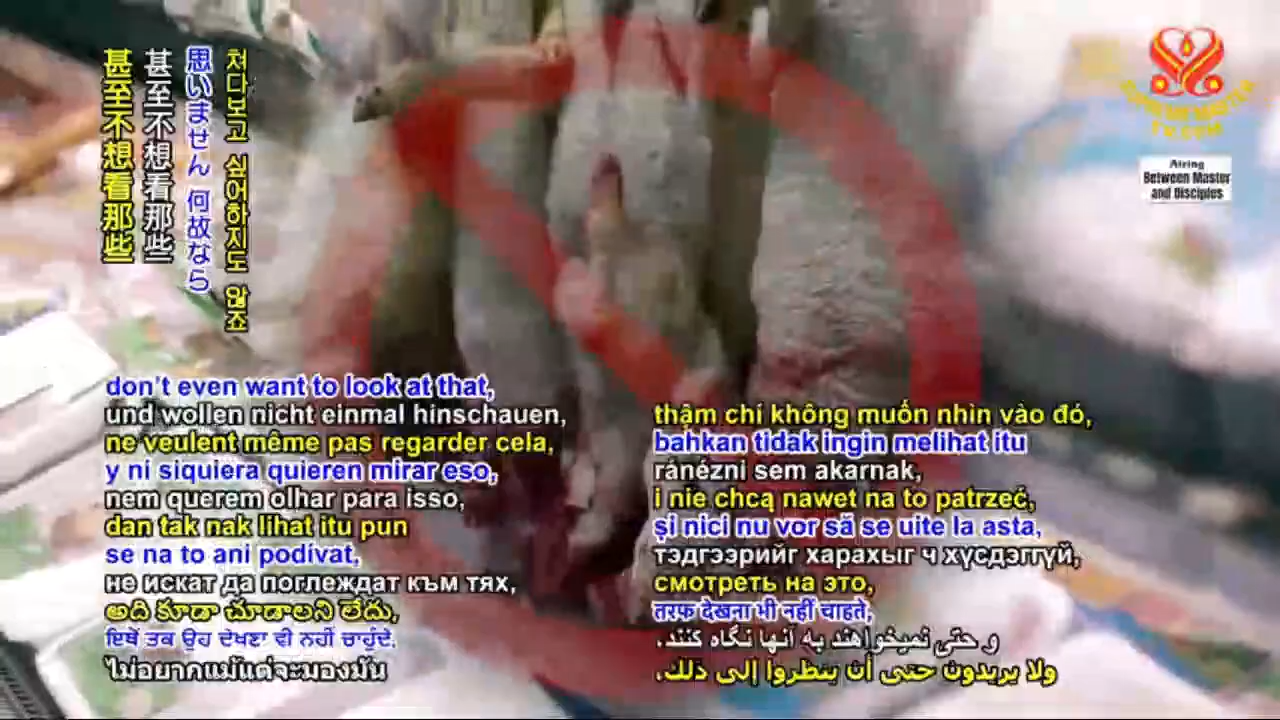 쳐다보고 싶어하지도 않죠
思いません 何故なら
甚至不想看那些
甚至不想看那些
SUPREME MASTER
TV.COM
Airing
Between Master
and Disciples
don't even want to look at that,
und wollen nicht einmal hinschauen,
ne veulent même pas regarder cela,
y ni siquiera quieren mirar eso,
nem querem olhar para isso,
dan tak nak lihat itu pun
se na to ani podívat,
не искат да поглеждат към тях,
అది కూడా చూడాలని లేదు,
ਇਥੋਂ ਤਕ ਉਹ ਦੇਖਣਾ ਵੀ ਨਹੀਂ ਚਾਹੁੰਦੇ,
ไม่อยากแม้แต่จะมองมัน
thậm chí không muốn nhìn vào đó,
bahkan tidak ingin melihat itu
ránézni sem akarnak,
i nie chcą nawet na to patrzeć,
și nici nu vor să se uite la asta,
тэдгээрийг харахыг ч хүсдэггүй,
смотреть на это,
तरफ देखना भी नहीं चाहते,
و حتی نمیخواهند به آنها نگاه کنند.
ولا يريدون حتى أن ينظروا إلى ذلك.